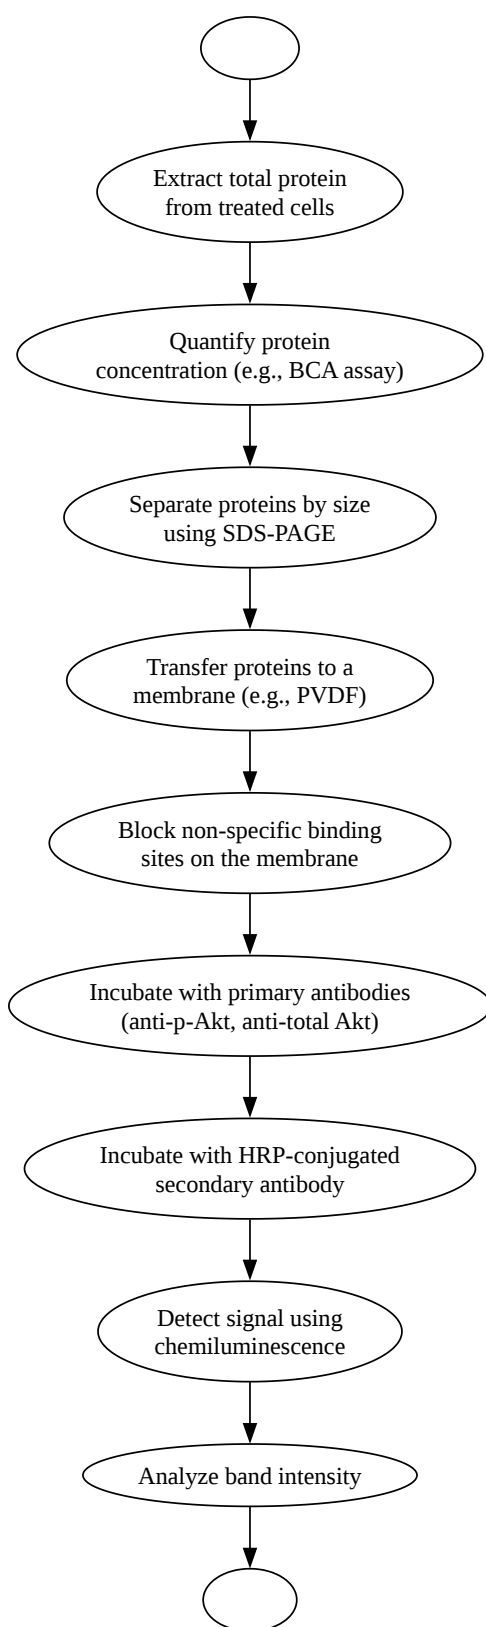 Extract total protein
from treated cells
Quantify protein
concentration (e.g., BCA assay)
Separate proteins by size
using SDS-PAGE
Transfer proteins to a
membrane (e.g., PVDF)
Block non-specific binding
sites on the membrane
Incubate with primary antibodies
(anti-p-Akt, anti-total Akt)
Incubate with HRP-conjugated
secondary antibody
Detect signal using
chemiluminescence
Analyze band intensity